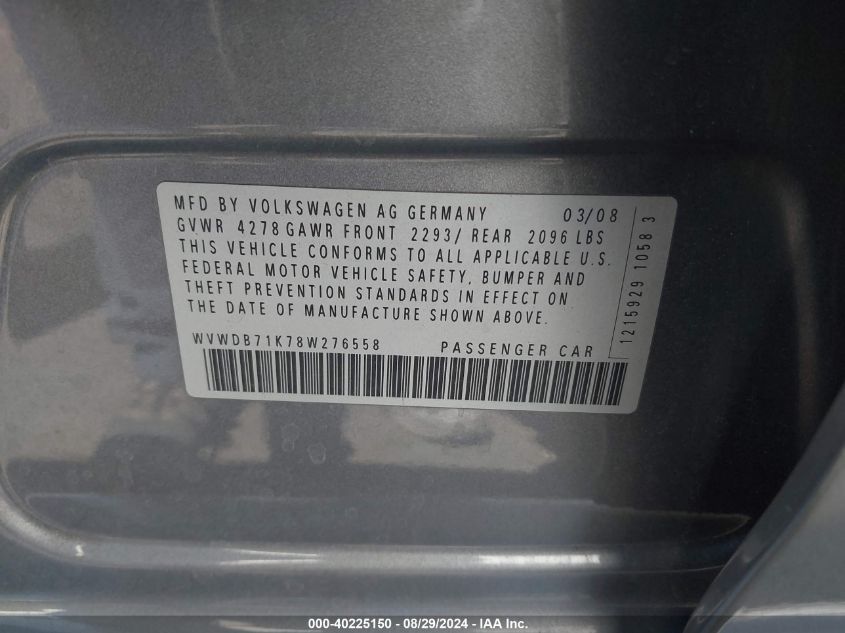 MFD BY VOLKSWAGEN AG GERMANY 03/08
GVWR 4278 GAWR FRONT 2293/ REAR 2096 LBS
THIS VEHICLE CONFORMS TO ALL APPLICABLE U.S.
FEDERAL MOTOR VEHICLE SAFETY, BUMPER AND
THEFT PREVENTION STANDARDS IN EFFECT ON
THE DATE OF MANUFACTURE SHOWN ABOVE.
WVWDB71K78W276558 PASSENGER CAR
1215929 1058 3
000-40225150 - 08/29/2024 - IAA Inc.